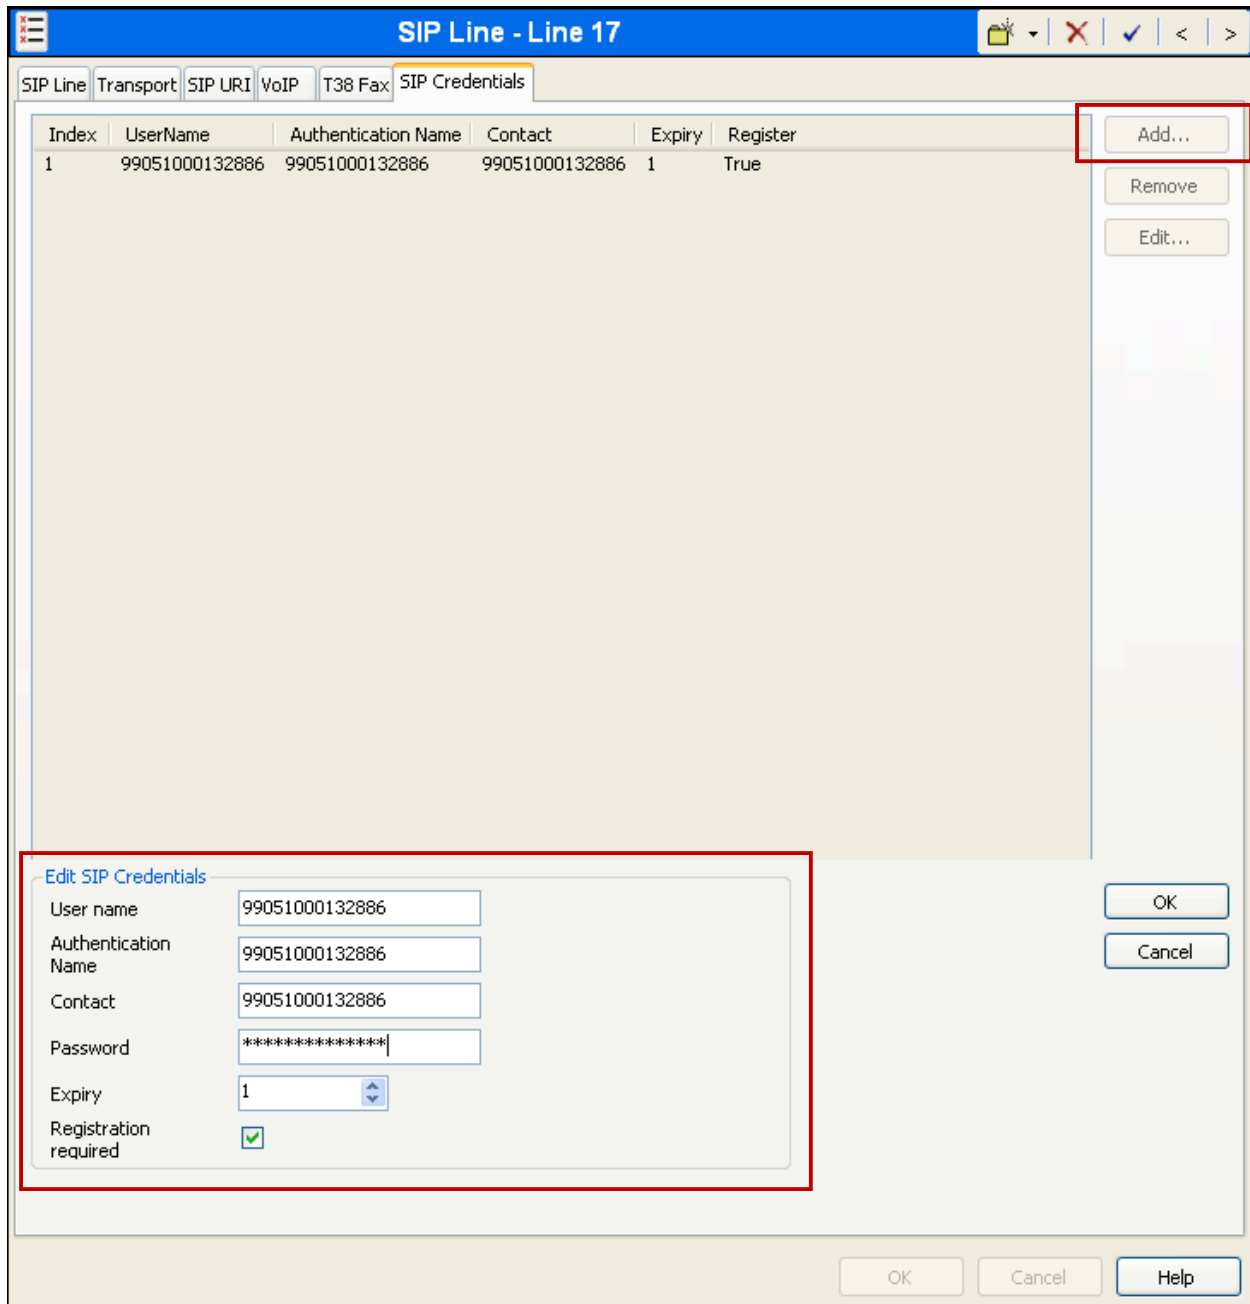 SIP Line - Line 17
SIP Line Transport SIP URI VoIP T38 Fax SIP Credentials
Index UserName Authentication Name Contact Expiry Register
1 99051000132886 99051000132886 99051000132886 1 True
Add...
Remove
Edit...
Edit SIP Credentials
User name 99051000132886
Authentication
Name 99051000132886
Contact 99051000132886
Password **************
Expiry 1
Registration
required
OK
Cancel
OK Cancel Help